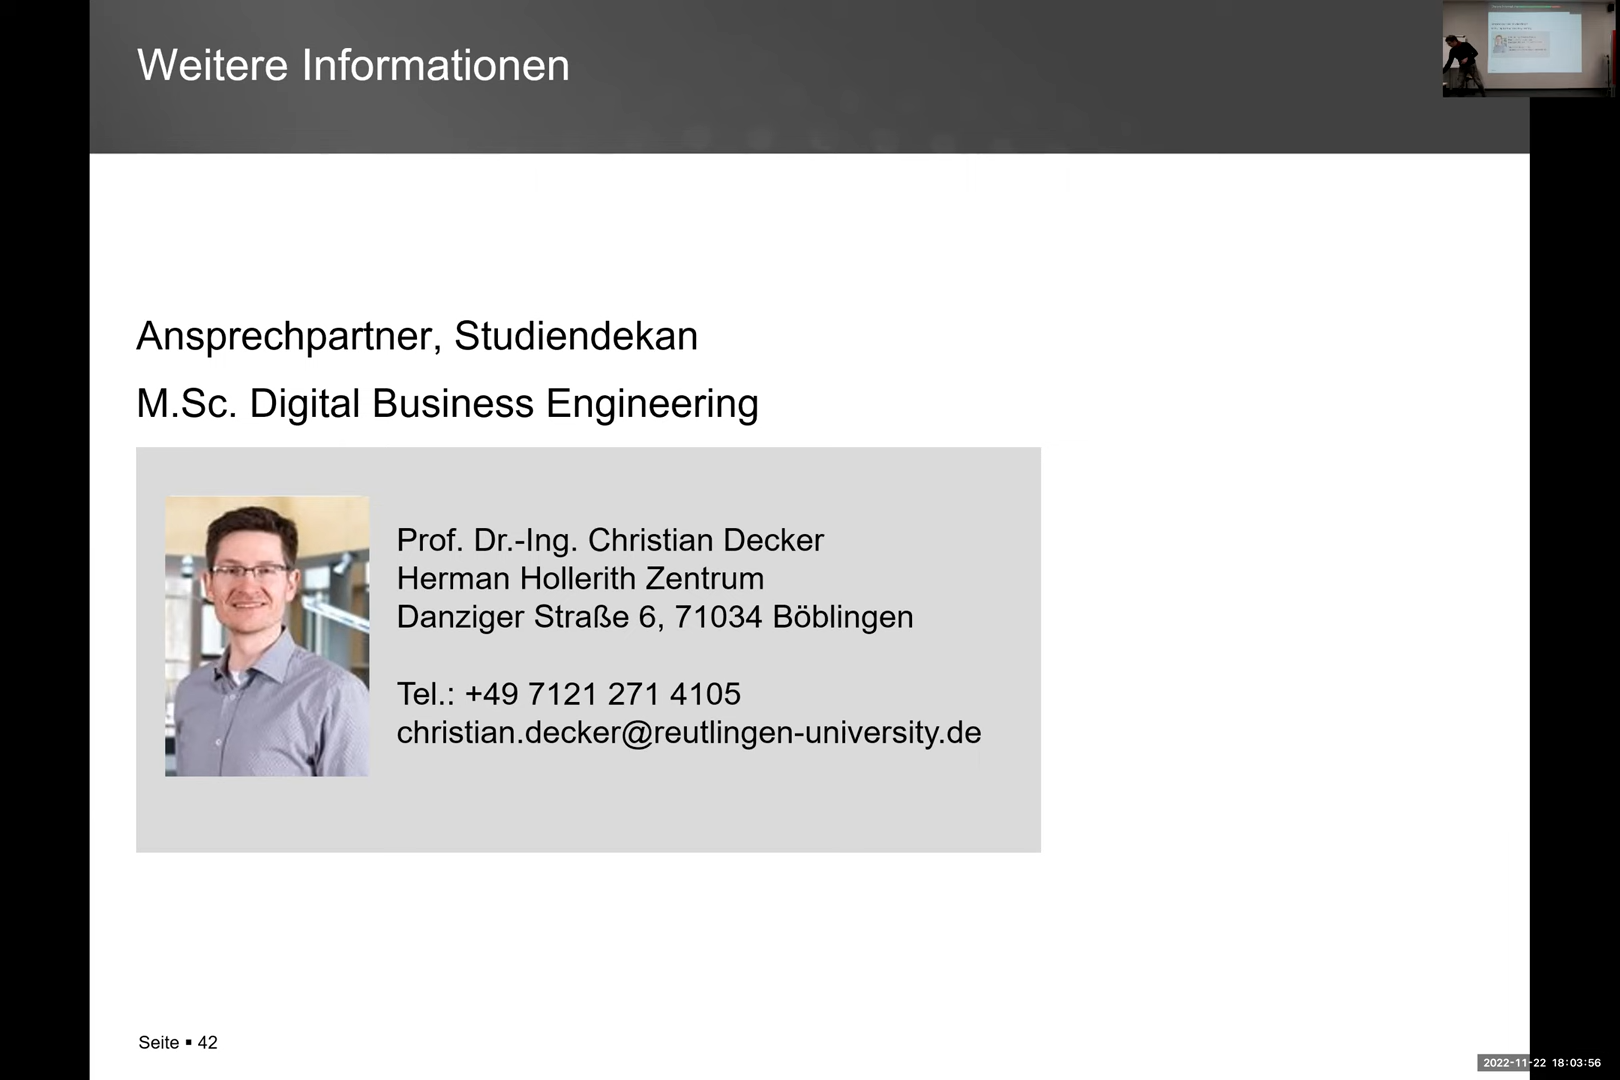 Weitere Informationen
Ansprechpartner, Studiendekan
M.Sc. Digital Business Engineering
Prof. Dr.-Ing. Christian Decker
Herman Hollerith Zentrum
Danziger Straße 6, 71034 Böblingen
Tel.: +49 7121 271 4105
christian.decker@reutlingen-university.de
Seite ▪ 42
2022-11-22 18:03:56